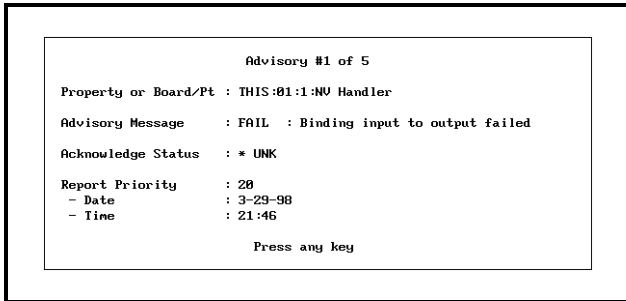 Advisory #1 of 5
Property or Board/Pt : THIS:01:1:NV Handler
Advisory Message : FAIL : Binding input to output failed
Acknowledge Status : * UNK
Report Priority : 20
- Date : 3-29-98
- Time : 21:46
Press any key